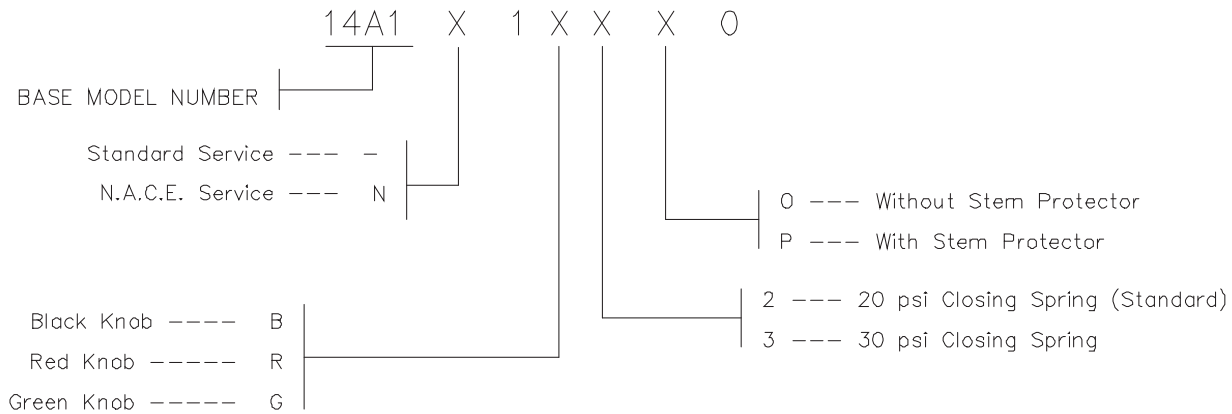 14A1 X 1 X X X 0
BASE MODEL NUMBER
Standard Service --- -
N.A.C.E. Service --- N
0 --- Without Stem Protector
P --- With Stem Protector
2 --- 20 psi Closing Spring (Standard)
3 --- 30 psi Closing Spring
Black Knob ---- B
Red Knob ----- R
Green Knob ----- G